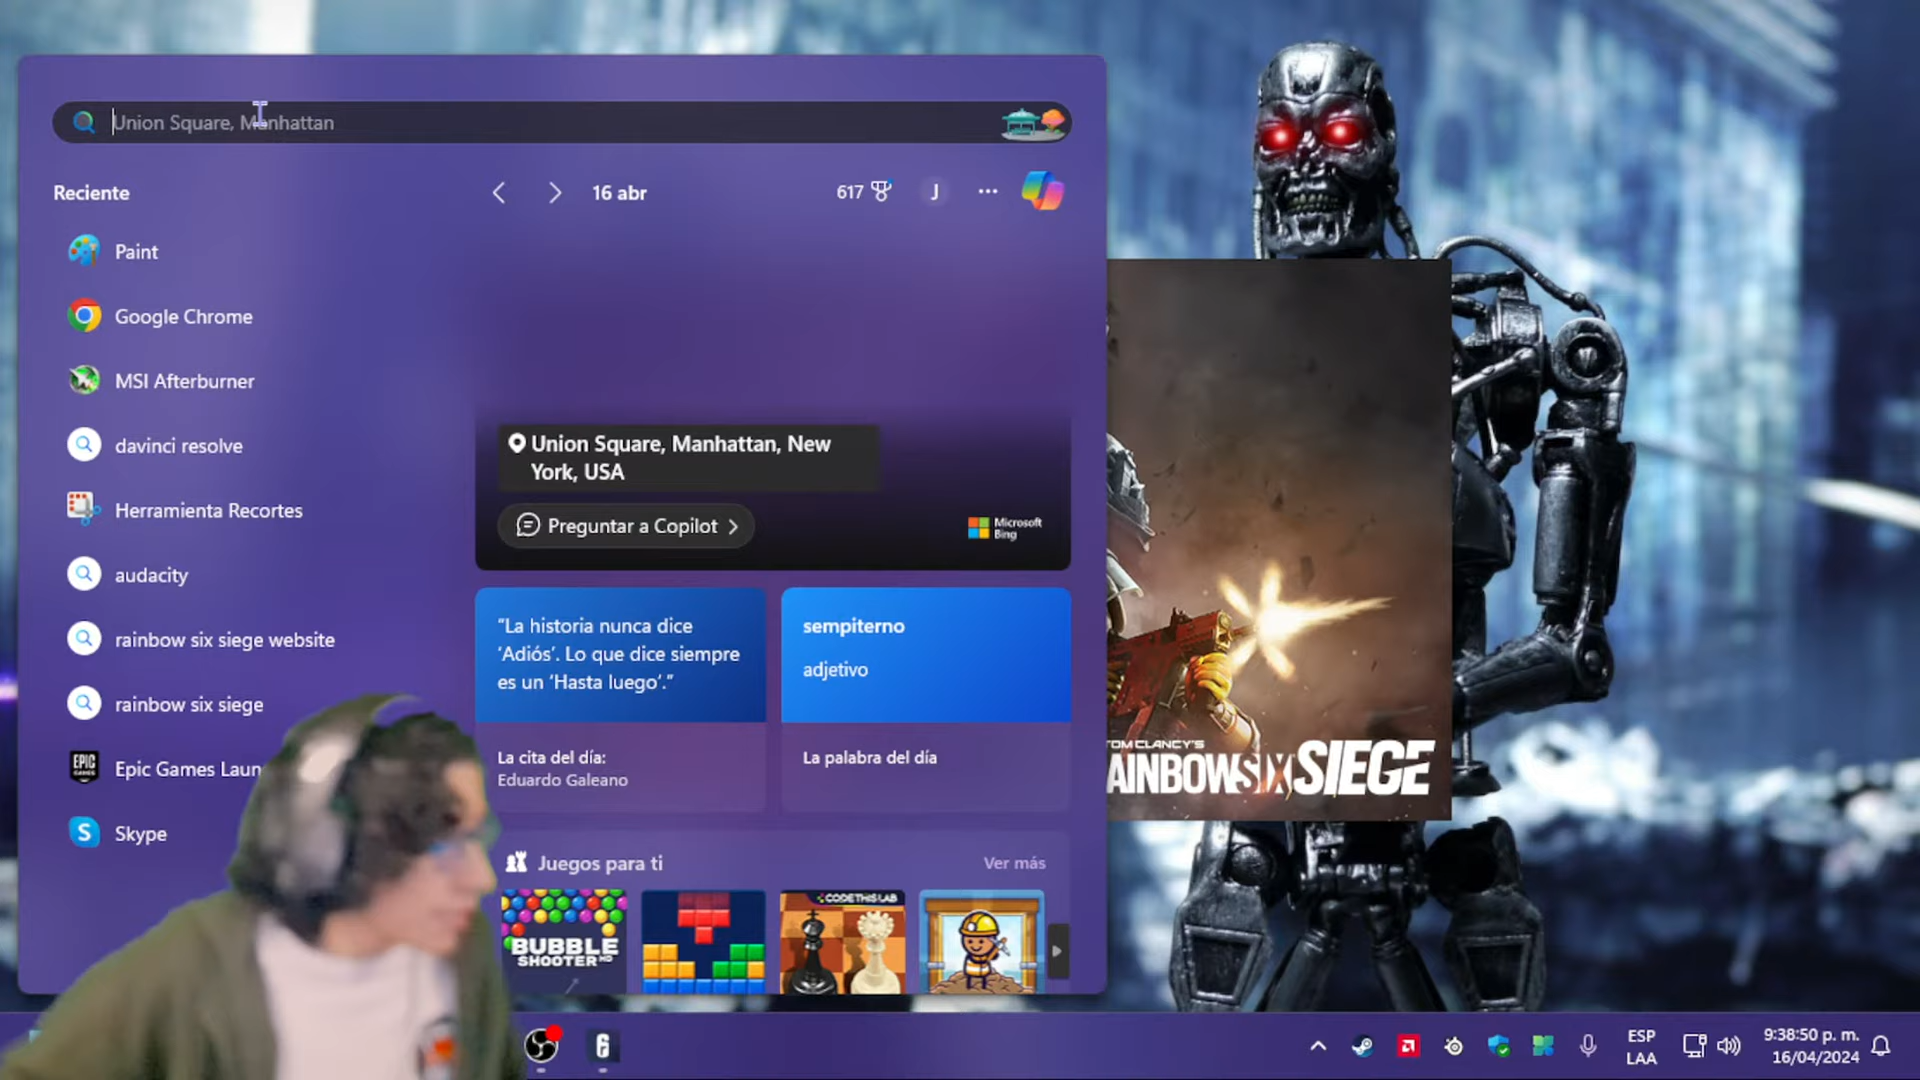 Union Square, Manhattan
Reciente
16 abr
617
J
Paint
Google Chrome
MSI Afterburner
davinci resolve
Herramienta Recortes
audacity
rainbow six siege website
rainbow six siege
EPIC
GAMES
Epic Games Laun
S
Skype
Union Square, Manhattan, New
York, USA
Preguntar a Copilot
Microsoft
Bing
“La historia nunca dice
‘Adiós’. Lo que dice siempre
es un ‘Hasta luego’.”
La cita del día:
Eduardo Galeano
sempiterno
adjetivo
La palabra del día
Juegos para ti
Ver más
BUBBLE
SHOOTER HD
CODETHISLAB
TOM CLANCY'S
RAINBOW SIX SIEGE
6
ESP
LAA
9:38:50 p. m.
16/04/2024